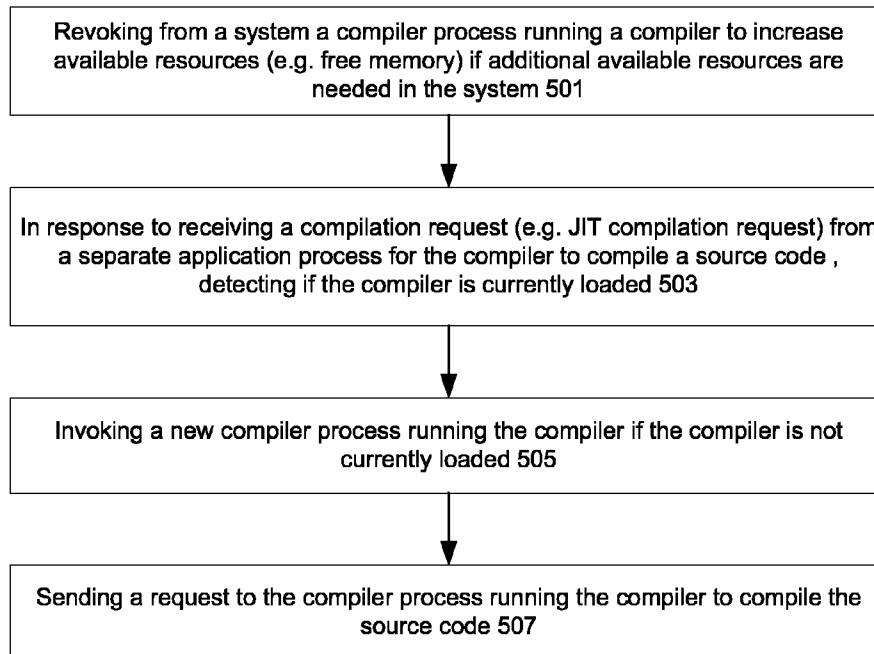 Revoking from a system a compiler process running a compiler to increase
available resources (e.g. free memory) if additional available resources are
needed in the system 501
In response to receiving a compilation request (e.g. JIT compilation request) from
a separate application process for the compiler to compile a source code ,
detecting if the compiler is currently loaded 503
Invoking a new compiler process running the compiler if the compiler is not
currently loaded 505
Sending a request to the compiler process running the compiler to compile the
source code 507